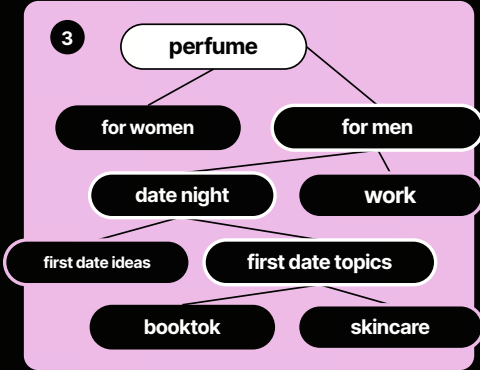 3
perfume
for women
for men
date night
work
first date ideas
first date topics
booktok
skincare